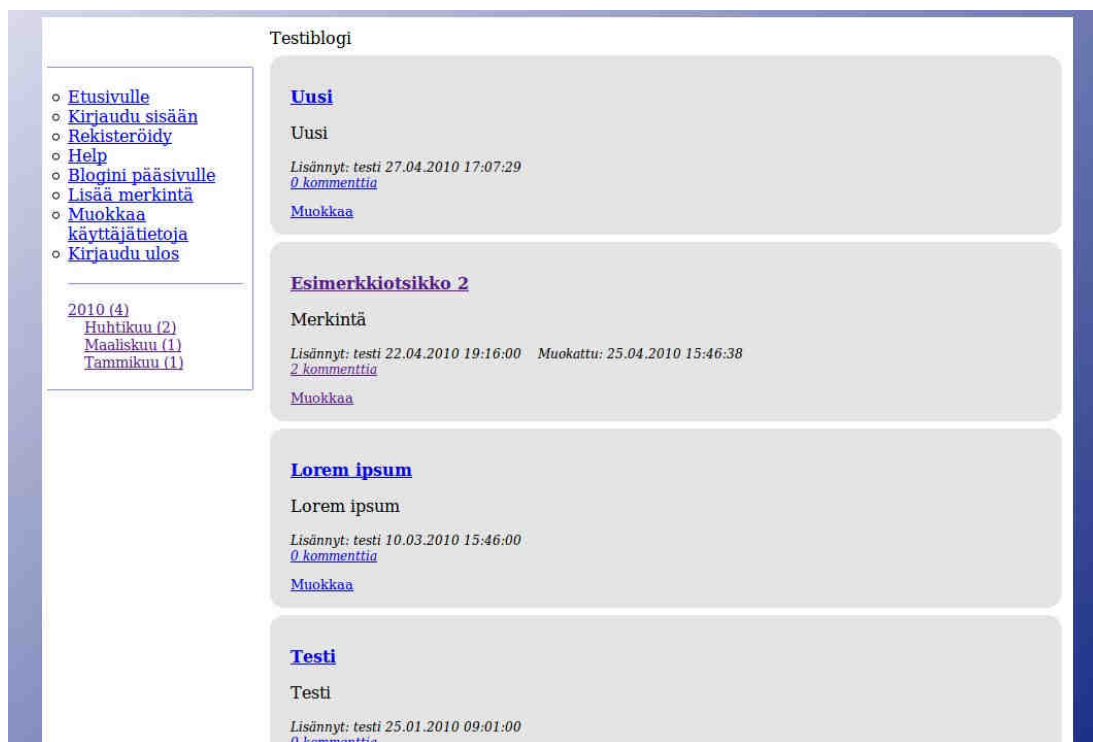 Testiblogi
Etusivulle
Kirjaudu sisään
Rekisteröidy
Help
Blogini pääsivulle
Lisää merkintä
Muokkaa
käyttäjätietoja
Kirjaudu ulos
2010 (4)
Huhtikuu (2)
Maaliskuu (1)
Tammikuu (1)
Uusi
Uusi
Lisännyt: testi 27.04.2010 17:07:29
0 kommenttia
Muokkaa
Esimerkkiotsikko 2
Merkintä
Lisännyt: testi 22.04.2010 19:16:00 Muokattu: 25.04.2010 15:46:38
2 kommenttia
Muokkaa
Lorem ipsum
Lorem ipsum
Lisännyt: testi 10.03.2010 15:46:00
0 kommenttia
Muokkaa
Testi
Testi
Lisännyt: testi 25.01.2010 09:01:00
0 kommenttia